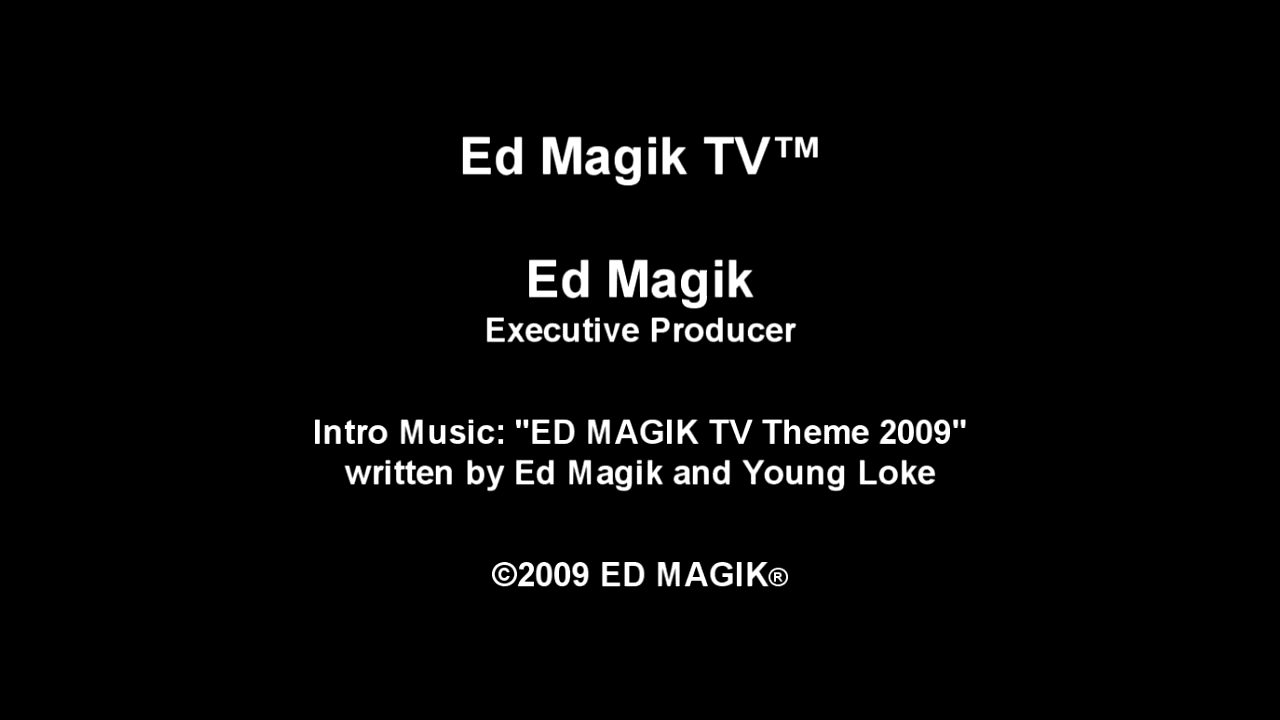 Ed Magik TV™
Ed Magik
Executive Producer
Intro Music: "ED MAGIK TV Theme 2009"
written by Ed Magik and Young Loke
©2009 ED MAGIK®